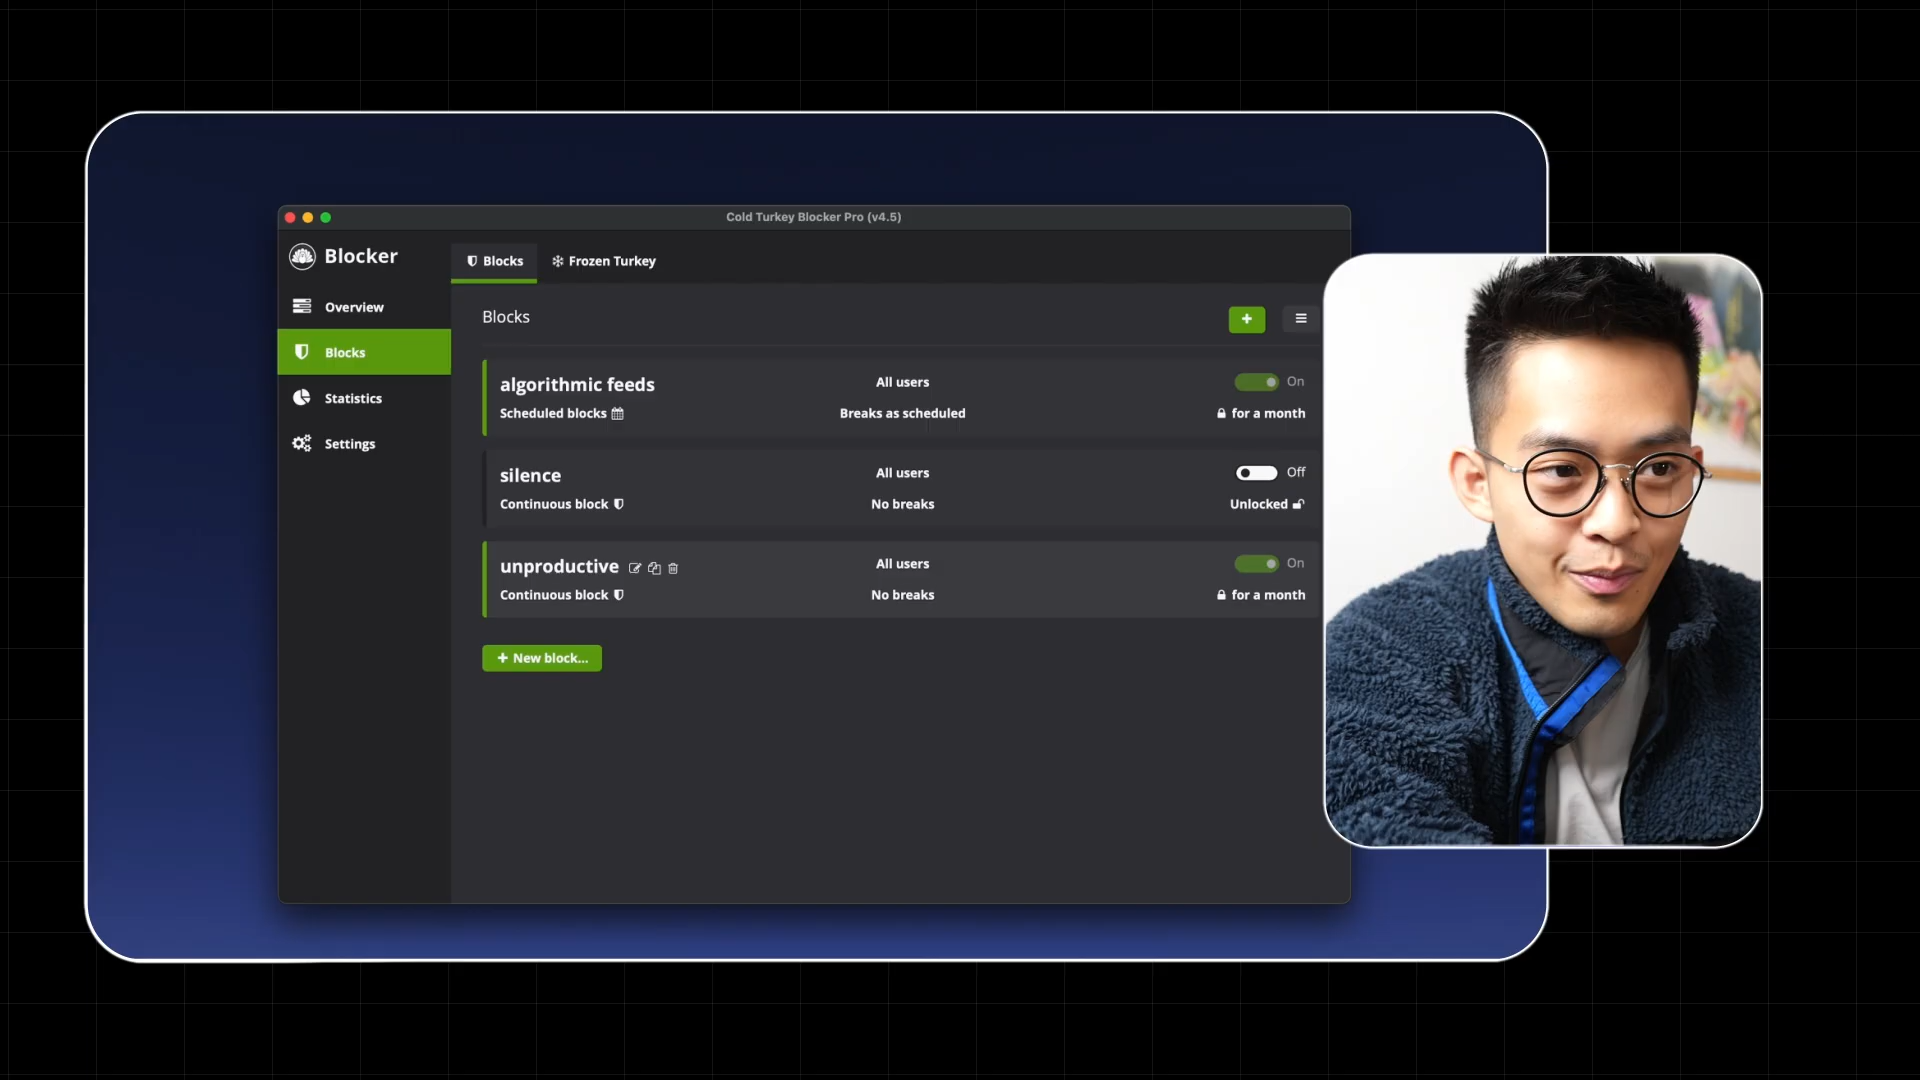 Cold Turkey Blocker Pro (v4.5)
Blocker
Overview
Blocks
Statistics
Settings
Blocks
Frozen Turkey
Blocks
algorithmic feeds
All users
On
Scheduled blocks
Breaks as scheduled
for a month
silence
All users
Off
Continuous block
No breaks
Unlocked
unproductive
All users
On
Continuous block
No breaks
for a month
+ New block...